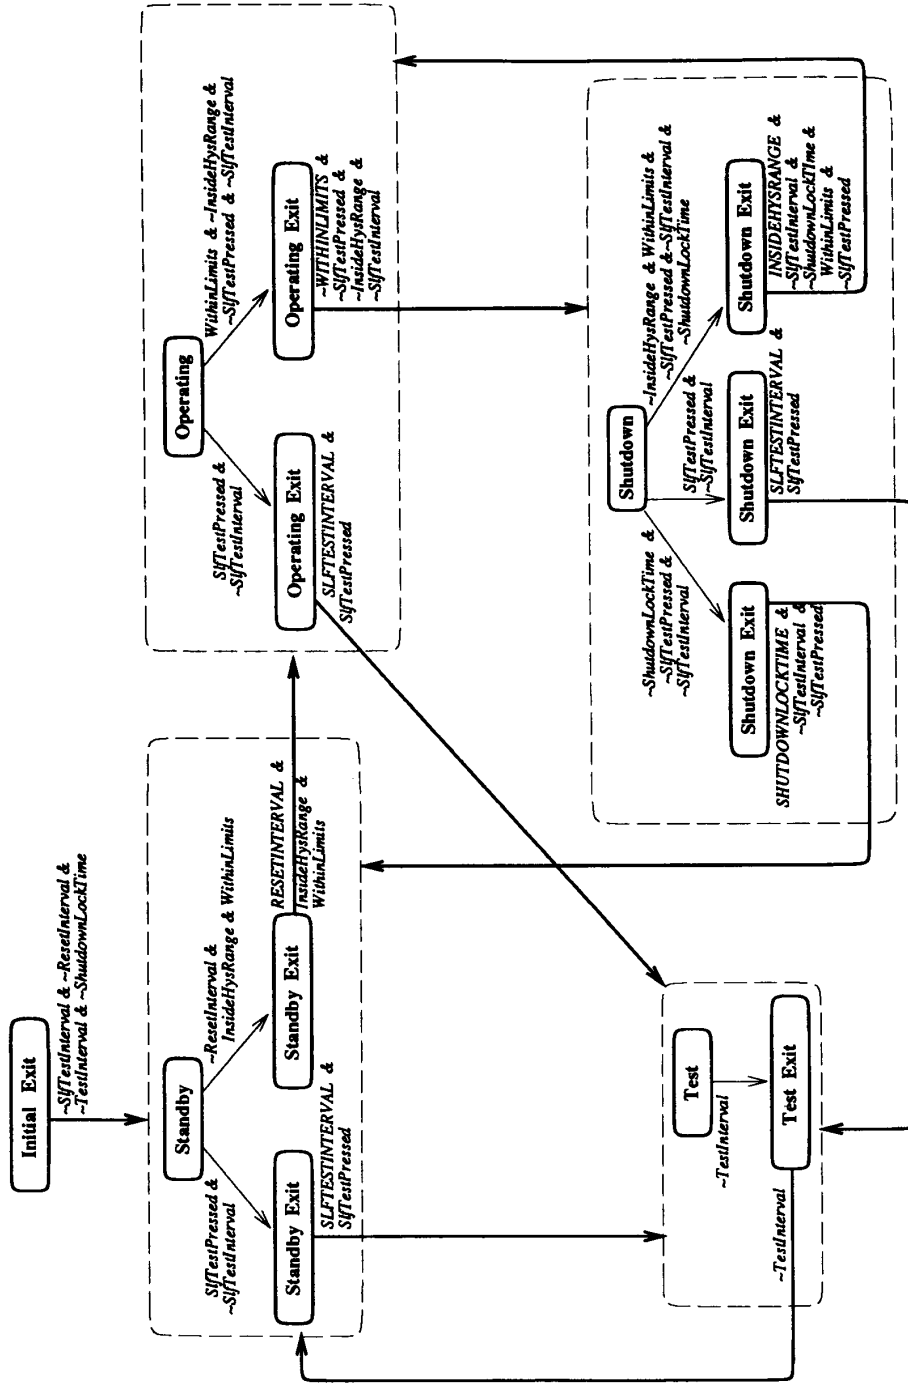 Initial Exit
~SlfTestInterval & ~ResetInterval &
~TestInterval & ~ShutdownLockTime
Standby
SlfTestPressed &
~SlfTestInterval
~ResetInterval &
InsideHysRange & WithinLimits
Standby Exit
SLFTESTINTERVAL &
SlfTestPressed
Standby Exit
RESETINTERVAL &
InsideHysRange &
WithinLimits
Operating
SlfTestPressed &
~SlfTestInterval
WithinLimits & ~InsideHysRange &
~SlfTestPressed & ~SlfTestInterval
Operating Exit
SLFTESTINTERVAL &
SlfTestPressed
Operating Exit
~WITHINLIMITS &
~SlfTestPressed &
~InsideHysRange &
~SlfTestInterval
Test
~TestInterval
Test Exit
~TestInterval
Shutdown
~ShutdownLockTime &
~SlfTestPressed &
~SlfTestInterval
SlfTestPressed &
~SlfTestInterval
~InsideHysRange & WithinLimits &
~SlfTestPressed & ~SlfTestInterval &
~ShutdownLockTime
Shutdown Exit
SHUTDOWNLOCKTIME &
~SlfTestInterval &
~SlfTestPressed
Shutdown Exit
SLFTESTINTERVAL &
SlfTestPressed
Shutdown Exit
INSIDEHYSRANGE &
~SlfTestInterval &
~ShutdownLockTime &
WithinLimits &
~SlfTestPressed